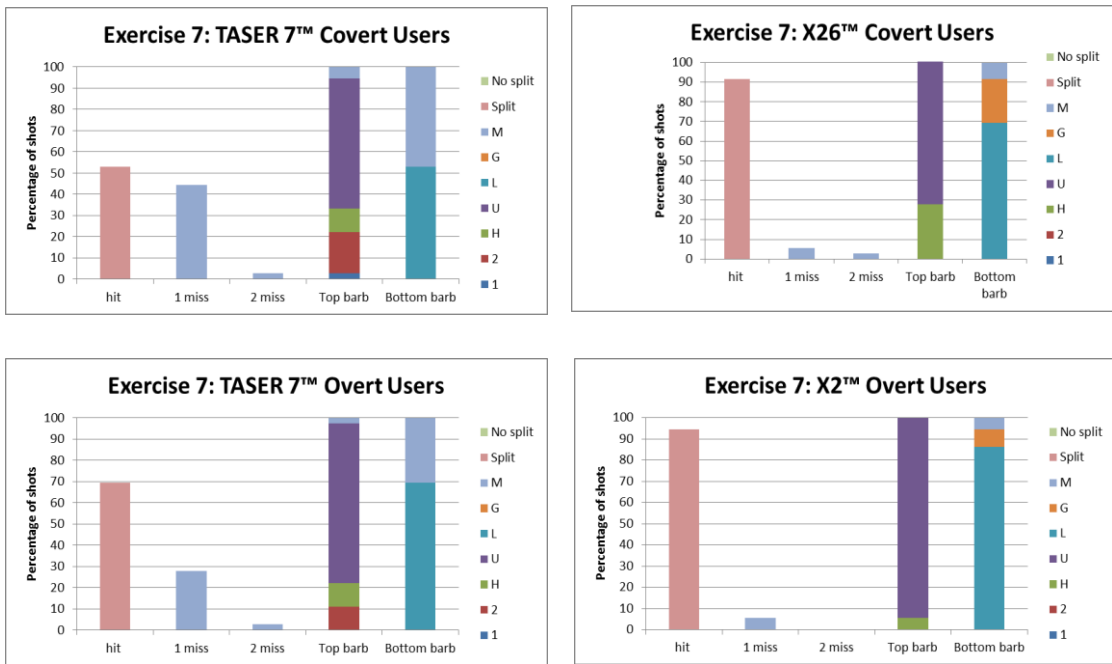 Exercise 7: TASER 7™ Covert Users
Percentage of shots
100
90
80
70
60
50
40
30
20
10
0
hit
1 miss
2 miss
Top barb
Bottom barb
No split
Split
M
G
L
U
H
2
1
Exercise 7: X26™ Covert Users
Percentage of shots
100
90
80
70
60
50
40
30
20
10
0
hit
1 miss
2 miss
Top barb
Bottom
barb
No split
Split
M
G
L
U
H
2
1
Exercise 7: TASER 7™ Overt Users
Percentage of shots
100
90
80
70
60
50
40
30
20
10
0
hit
1 miss
2 miss
Top barb
Bottom barb
No split
Split
M
G
L
U
H
2
1
Exercise 7: X2™ Overt Users
Percentage of shots
100
90
80
70
60
50
40
30
20
10
0
hit
1 miss
2 miss
Top barb
Bottom barb
No split
Split
M
G
L
U
H
2
1